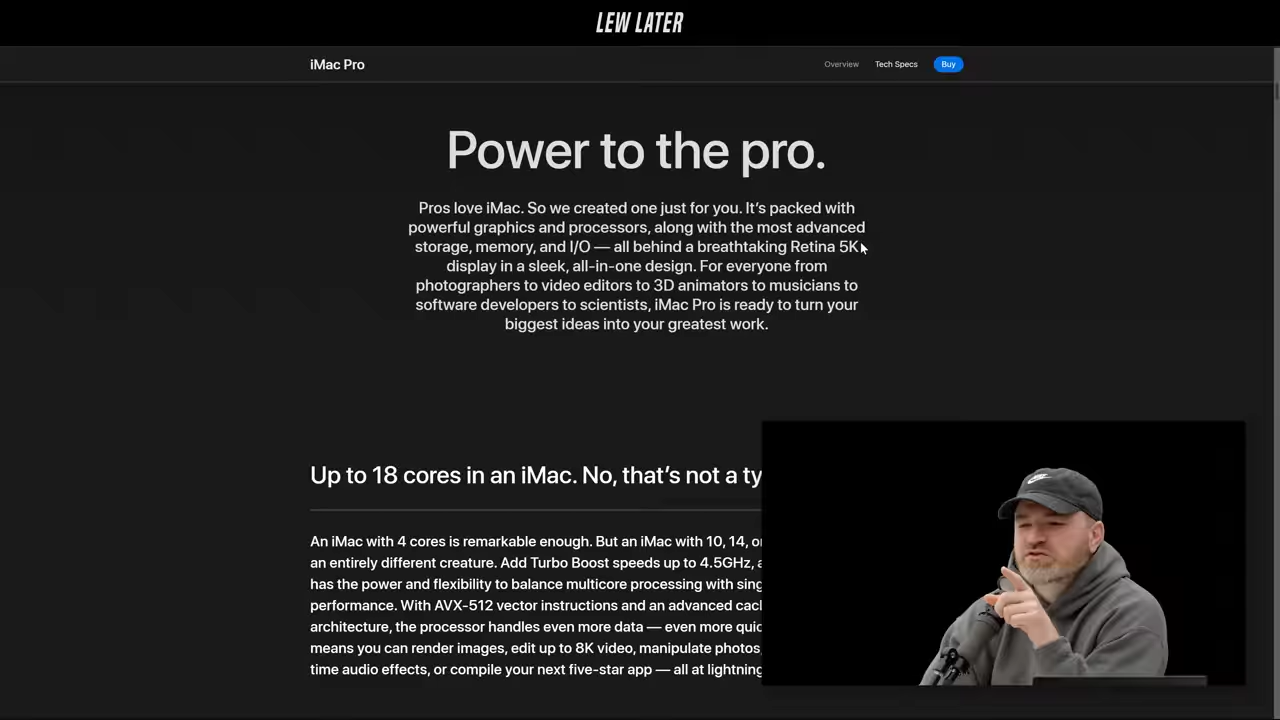 LEW LATER
iMac Pro
Overview
Tech Specs
Buy
Power to the pro.
Pros love iMac. So we created one just for you. It’s packed with
powerful graphics and processors, along with the most advanced
storage, memory, and I/O — all behind a breathtaking Retina 5K
display in a sleek, all-in-one design. For everyone from
photographers to video editors to 3D animators to musicians to
software developers to scientists, iMac Pro is ready to turn your
biggest ideas into your greatest work.
Up to 18 cores in an iMac. No, that’s not a ty
An iMac with 4 cores is remarkable enough. But an iMac with 10, 14, o
an entirely different creature. Add Turbo Boost speeds up to 4.5GHz,
has the power and flexibility to balance multicore processing with sing
performance. With AVX-512 vector instructions and an advanced cac
architecture, the processor handles even more data — even more quic
means you can render images, edit up to 8K video, manipulate photos,
time audio effects, or compile your next five-star app — all at lightning